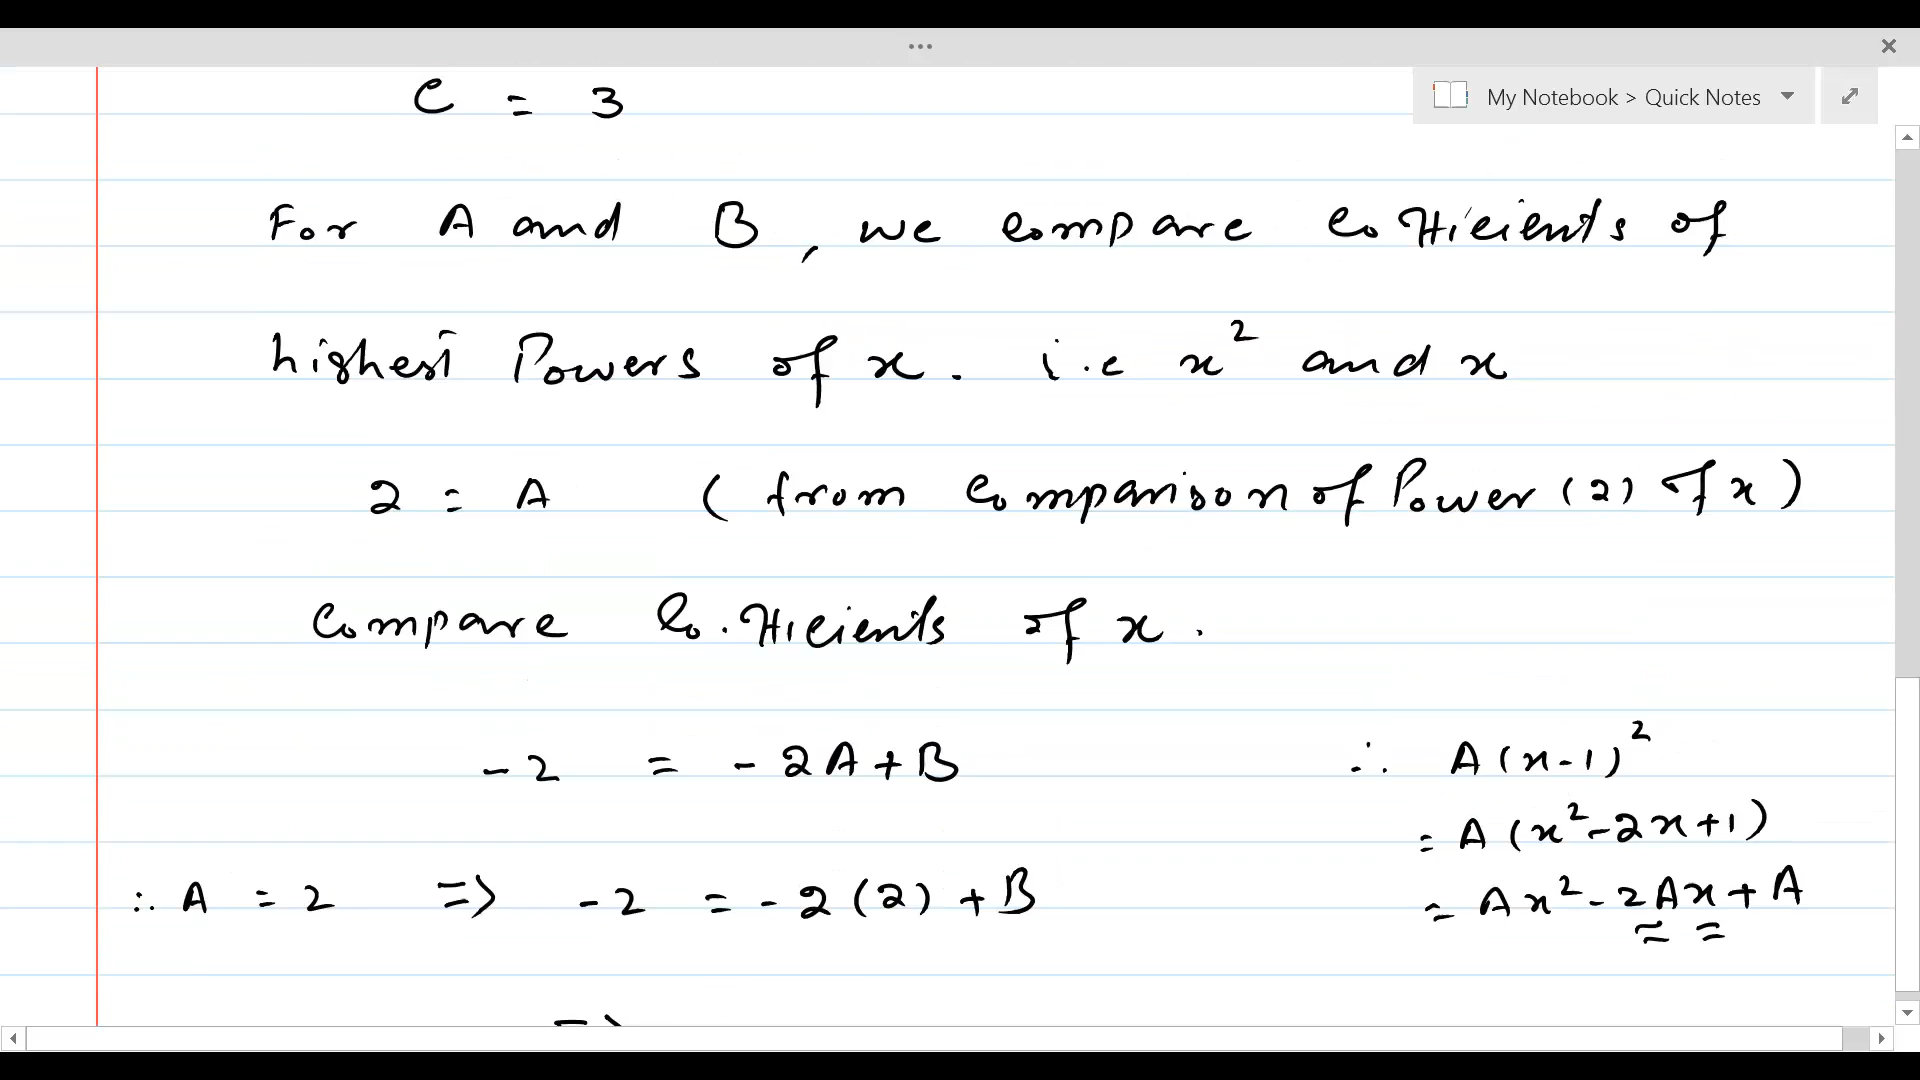 ...
C = 3
My Notebook > Quick Notes
For A and B, we compare coefficients of
highest Powers of x. i.e x² and x
2 = A ( from comparison of Power (2) of x )
Compare Co.efficients of x.
-2 = -2A+B
∴ A(x-1)²
= A(x²-2x+1)
∴ A = 2 => -2 = -2(2) + B
= Ax²-2Ax+A
=>